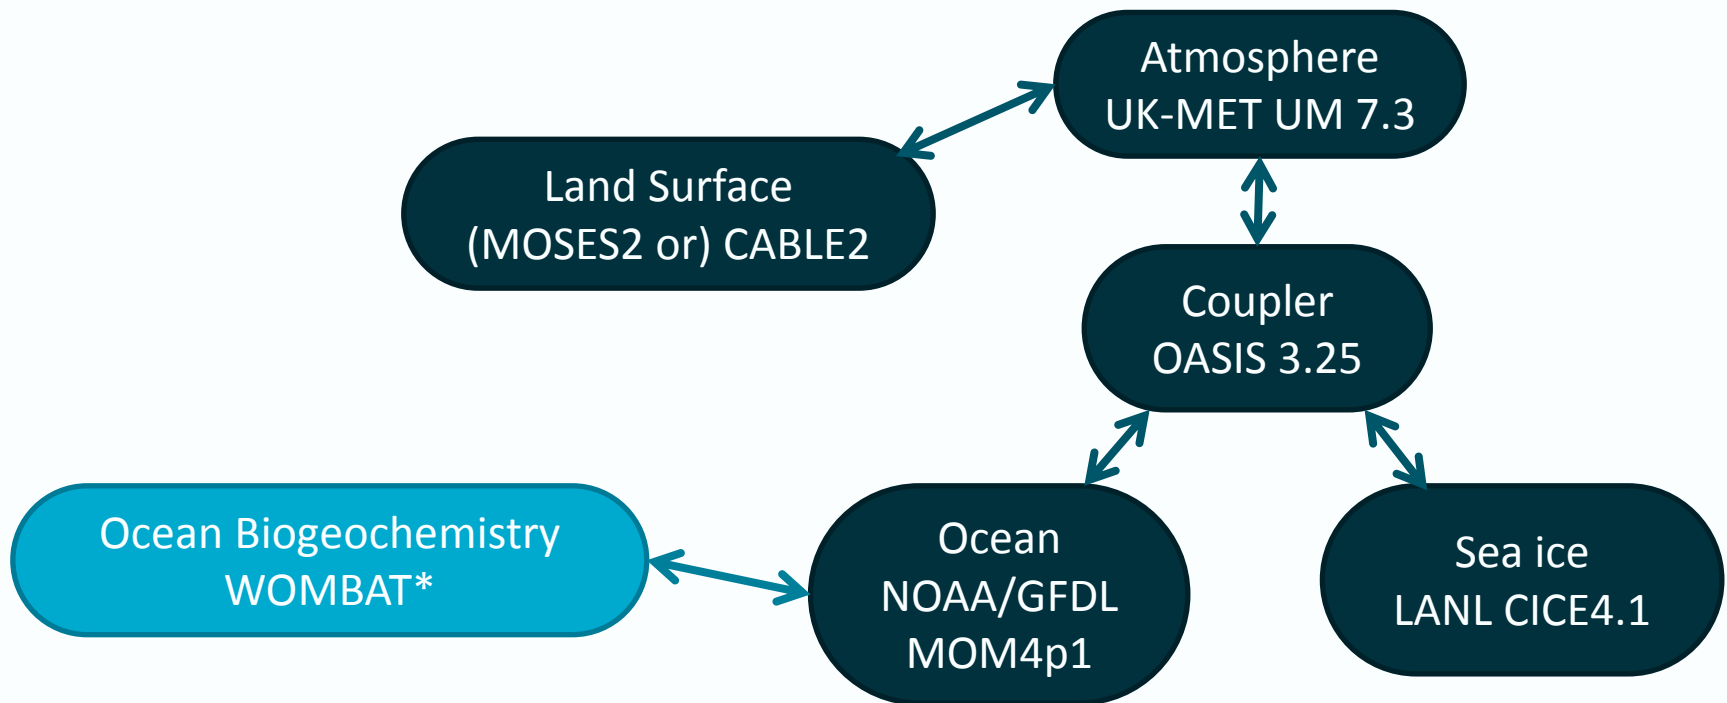 Atmosphere
UK-MET UM 7.3
Land Surface
(MOSES2 or) CABLE2
Coupler
OASIS 3.25
Ocean Biogeochemistry
WOMBAT*
Ocean
NOAA/GFDL
MOM4p1
Sea ice
LANL CICE4.1